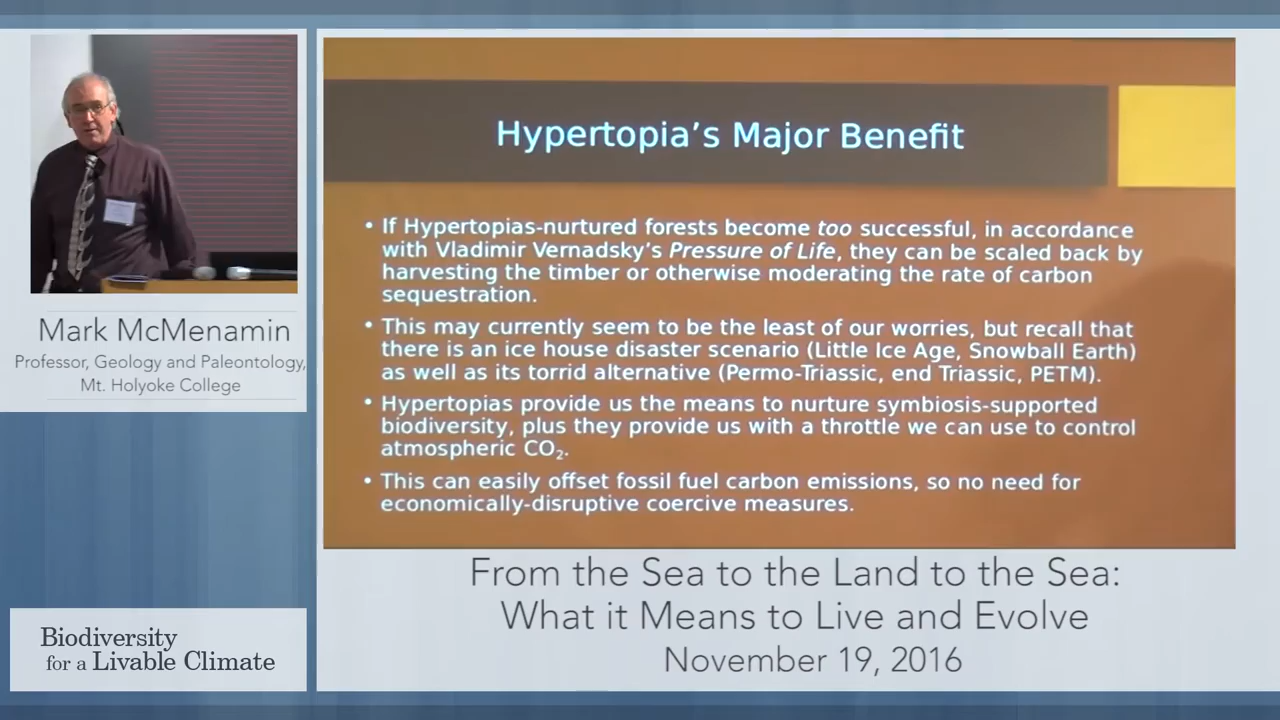 Hypertopia's Major Benefit
• If Hypertopias-nurtured forests become too successful, in accordance
with Vladimir Vernadsky's Pressure of Life, they can be scaled back by
harvesting the timber or otherwise moderating the rate of carbon
sequestration.
• This may currently seem to be the least of our worries, but recall that
there is an ice house disaster scenario (Little Ice Age, Snowball Earth)
as well as its torrid alternative (Permo-Triassic, end Triassic, PETM).
• Hypertopias provide us the means to nurture symbiosis-supported
biodiversity, plus they provide us with a throttle we can use to control
atmospheric CO₂.
• This can easily offset fossil fuel carbon emissions, so no need for
economically-disruptive coercive measures.
Mark McMenamin
Professor, Geology and Paleontology,
Mt. Holyoke College
From the Sea to the Land to the Sea:
What it Means to Live and Evolve
November 19, 2016
Biodiversity
for a Livable Climate